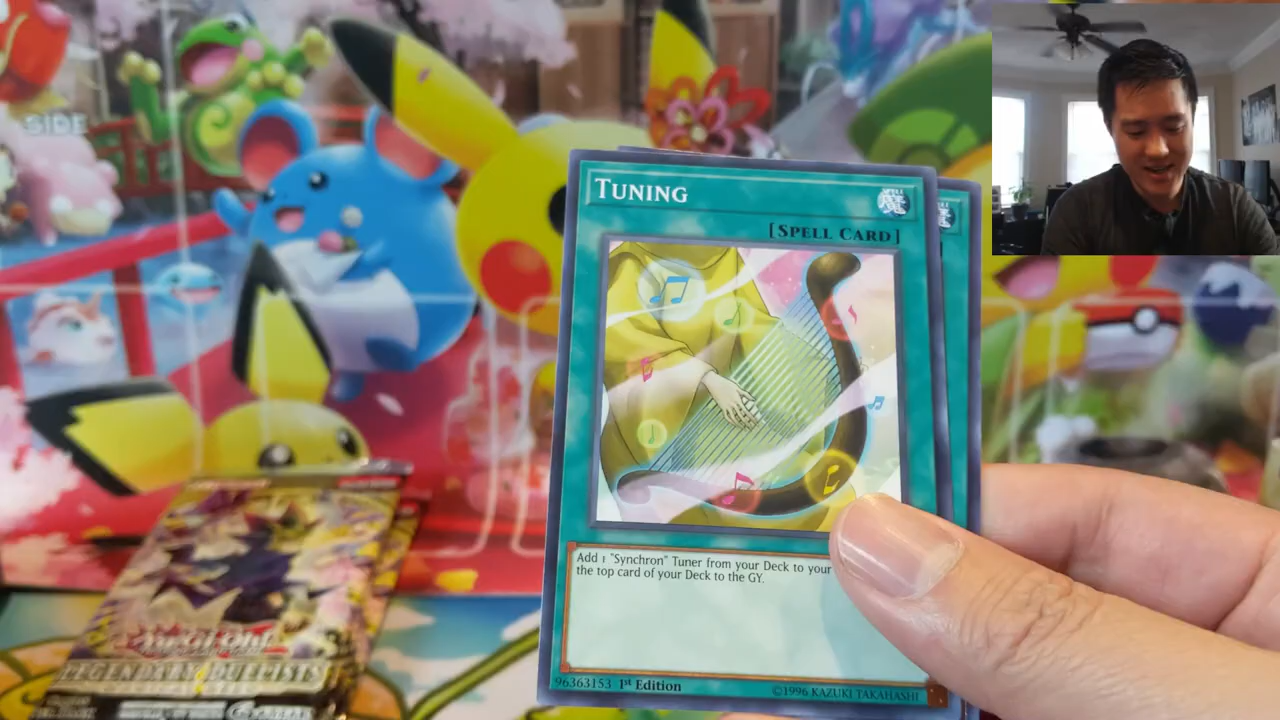 SIDE
TUNING
[SPELL CARD]
Add 1 "Synchron" Tuner from your Deck to your
the top card of your Deck to the GY.
96363153 1st Edition
©1996 KAZUKI TAKAHASHI
Yu-Gi-Oh!
LEGENDARY DUELISTS